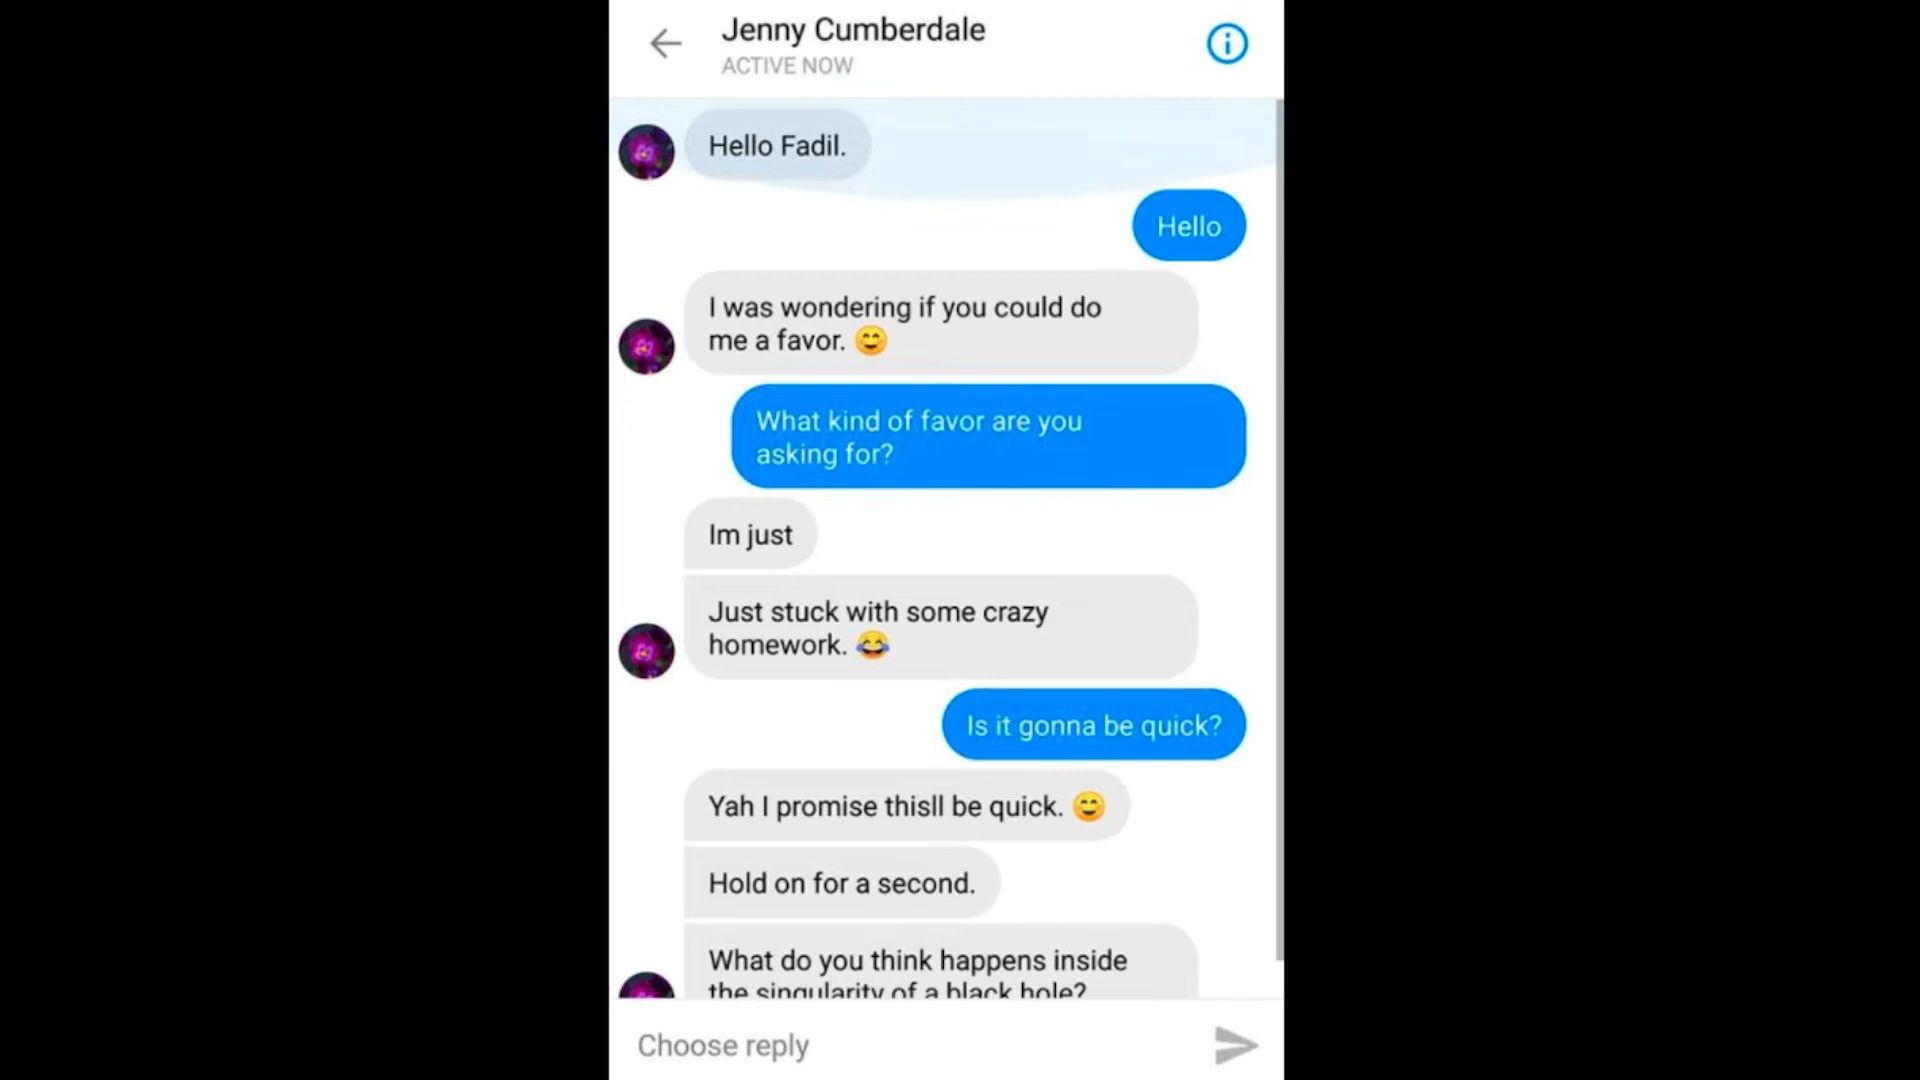 Jenny Cumberdale
ACTIVE NOW
Hello Fadil.
Hello
I was wondering if you could do
me a favor. 😊
What kind of favor are you
asking for?
Im just
Just stuck with some crazy
homework. 😂
Is it gonna be quick?
Yah I promise thisll be quick. 😊
Hold on for a second.
What do you think happens inside
the singularity of a black hole?
Choose reply